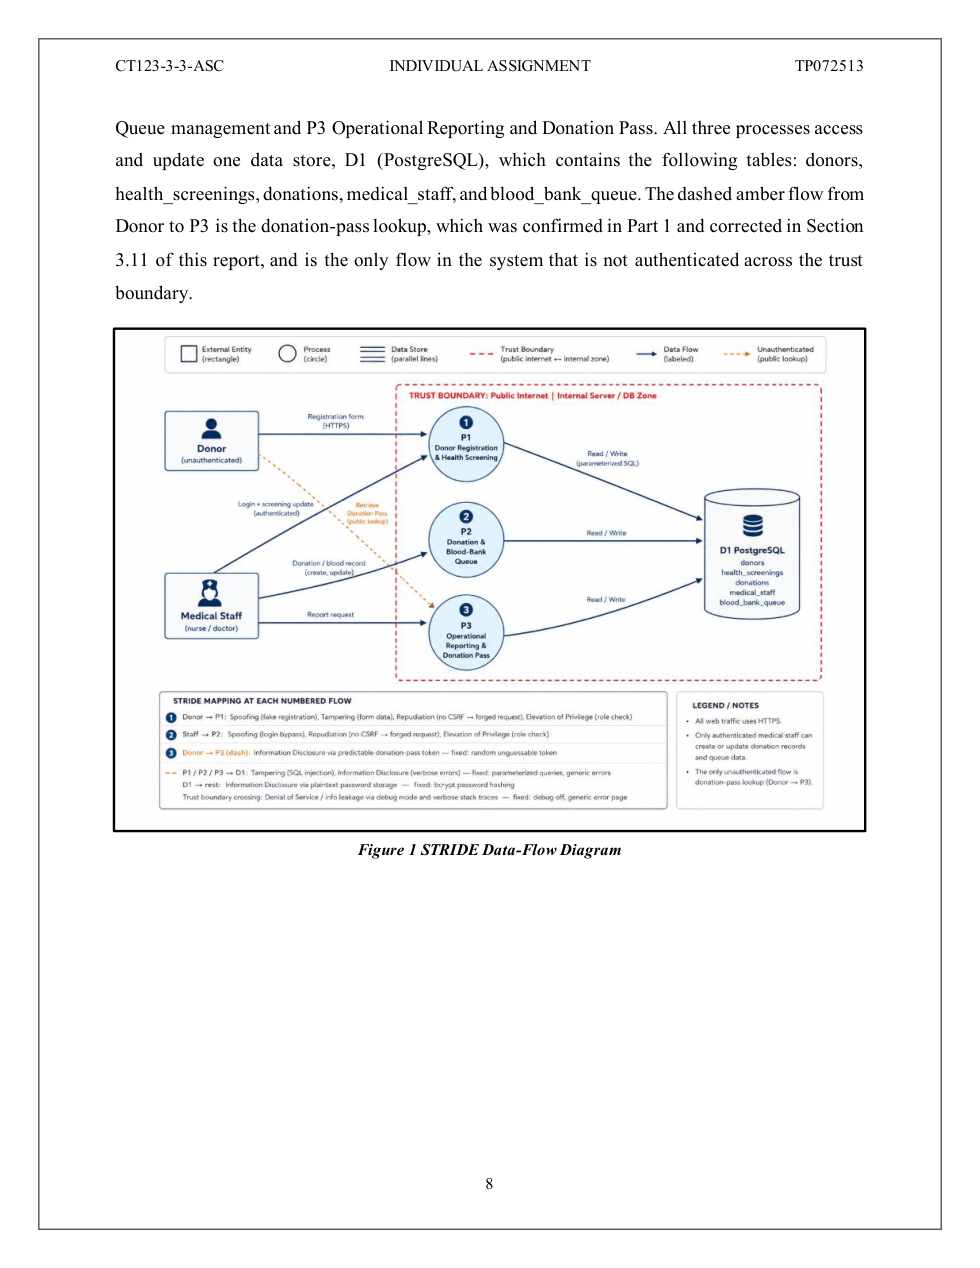 CT123-3-3-ASC INDIVIDUAL ASSIGNMENT TP072513
Queue management and P3 Operational Reporting and Donation Pass. All three processes access
and update one data store, D1 (PostgreSQL), which contains the following tables: donors,
health_screenings, donations, medical_staff, and blood_bank_queue. The dashed amber flow from
Donor to P3 is the donation-pass lookup, which was confirmed in Part 1 and corrected in Section
3.11 of this report, and is the only flow in the system that is not authenticated across the trust
boundary.
External Entity
(rectangle)
Process
(circle)
Data Store
(parallel lines)
Trust Boundary
(public internet ↔ internal zone)
Data Flow
(labeled)
Unauthenticated
(public lookup)
TRUST BOUNDARY: Public Internet | Internal Server / DB Zone
Donor
(unauthenticated)
Registration form
(HTTPS)
1
P1
Donor Registration
& Health Screening
Read / Write
(parameterized SQL)
Login + screening update
(authenticated)
Retrieve
Donation Pass
(public lookup)
2
P2
Donation &
Blood-Bank
Queue
Read / Write
D1 PostgreSQL
donors
health_screenings
donations
medical_staff
blood_bank_queue
Donation / blood record
(create, update)
Medical Staff
(nurse / doctor)
Report request
3
P3
Operational
Reporting &
Donation Pass
Read / Write
STRIDE MAPPING AT EACH NUMBERED FLOW
1 Donor → P1: Spoofing (fake registration), Tampering (form data), Repudiation (no CSRF → forged request), Elevation of Privilege (role check)
2 Staff → P2: Spoofing (login bypass), Repudiation (no CSRF → forged request), Elevation of Privilege (role check)
3 Donor → P3 (dash): Information Disclosure via predictable donation-pass token — fixed: random unguessable token
P1 / P2 / P3 → D1: Tampering (SQL injection), Information Disclosure (verbose errors) — fixed: parameterized queries, generic errors
D1 → rest: Information Disclosure via plaintext password storage — fixed: bcrypt password hashing
Trust boundary crossing: Denial of Service / info leakage via debug mode and verbose stack traces — fixed: debug off, generic error page
LEGEND / NOTES
• All web traffic uses HTTPS.
• Only authenticated medical staff can
create or update donation records
and queue data.
• The only unauthenticated flow is
donation-pass lookup (Donor → P3).
Figure 1 STRIDE Data-Flow Diagram
8